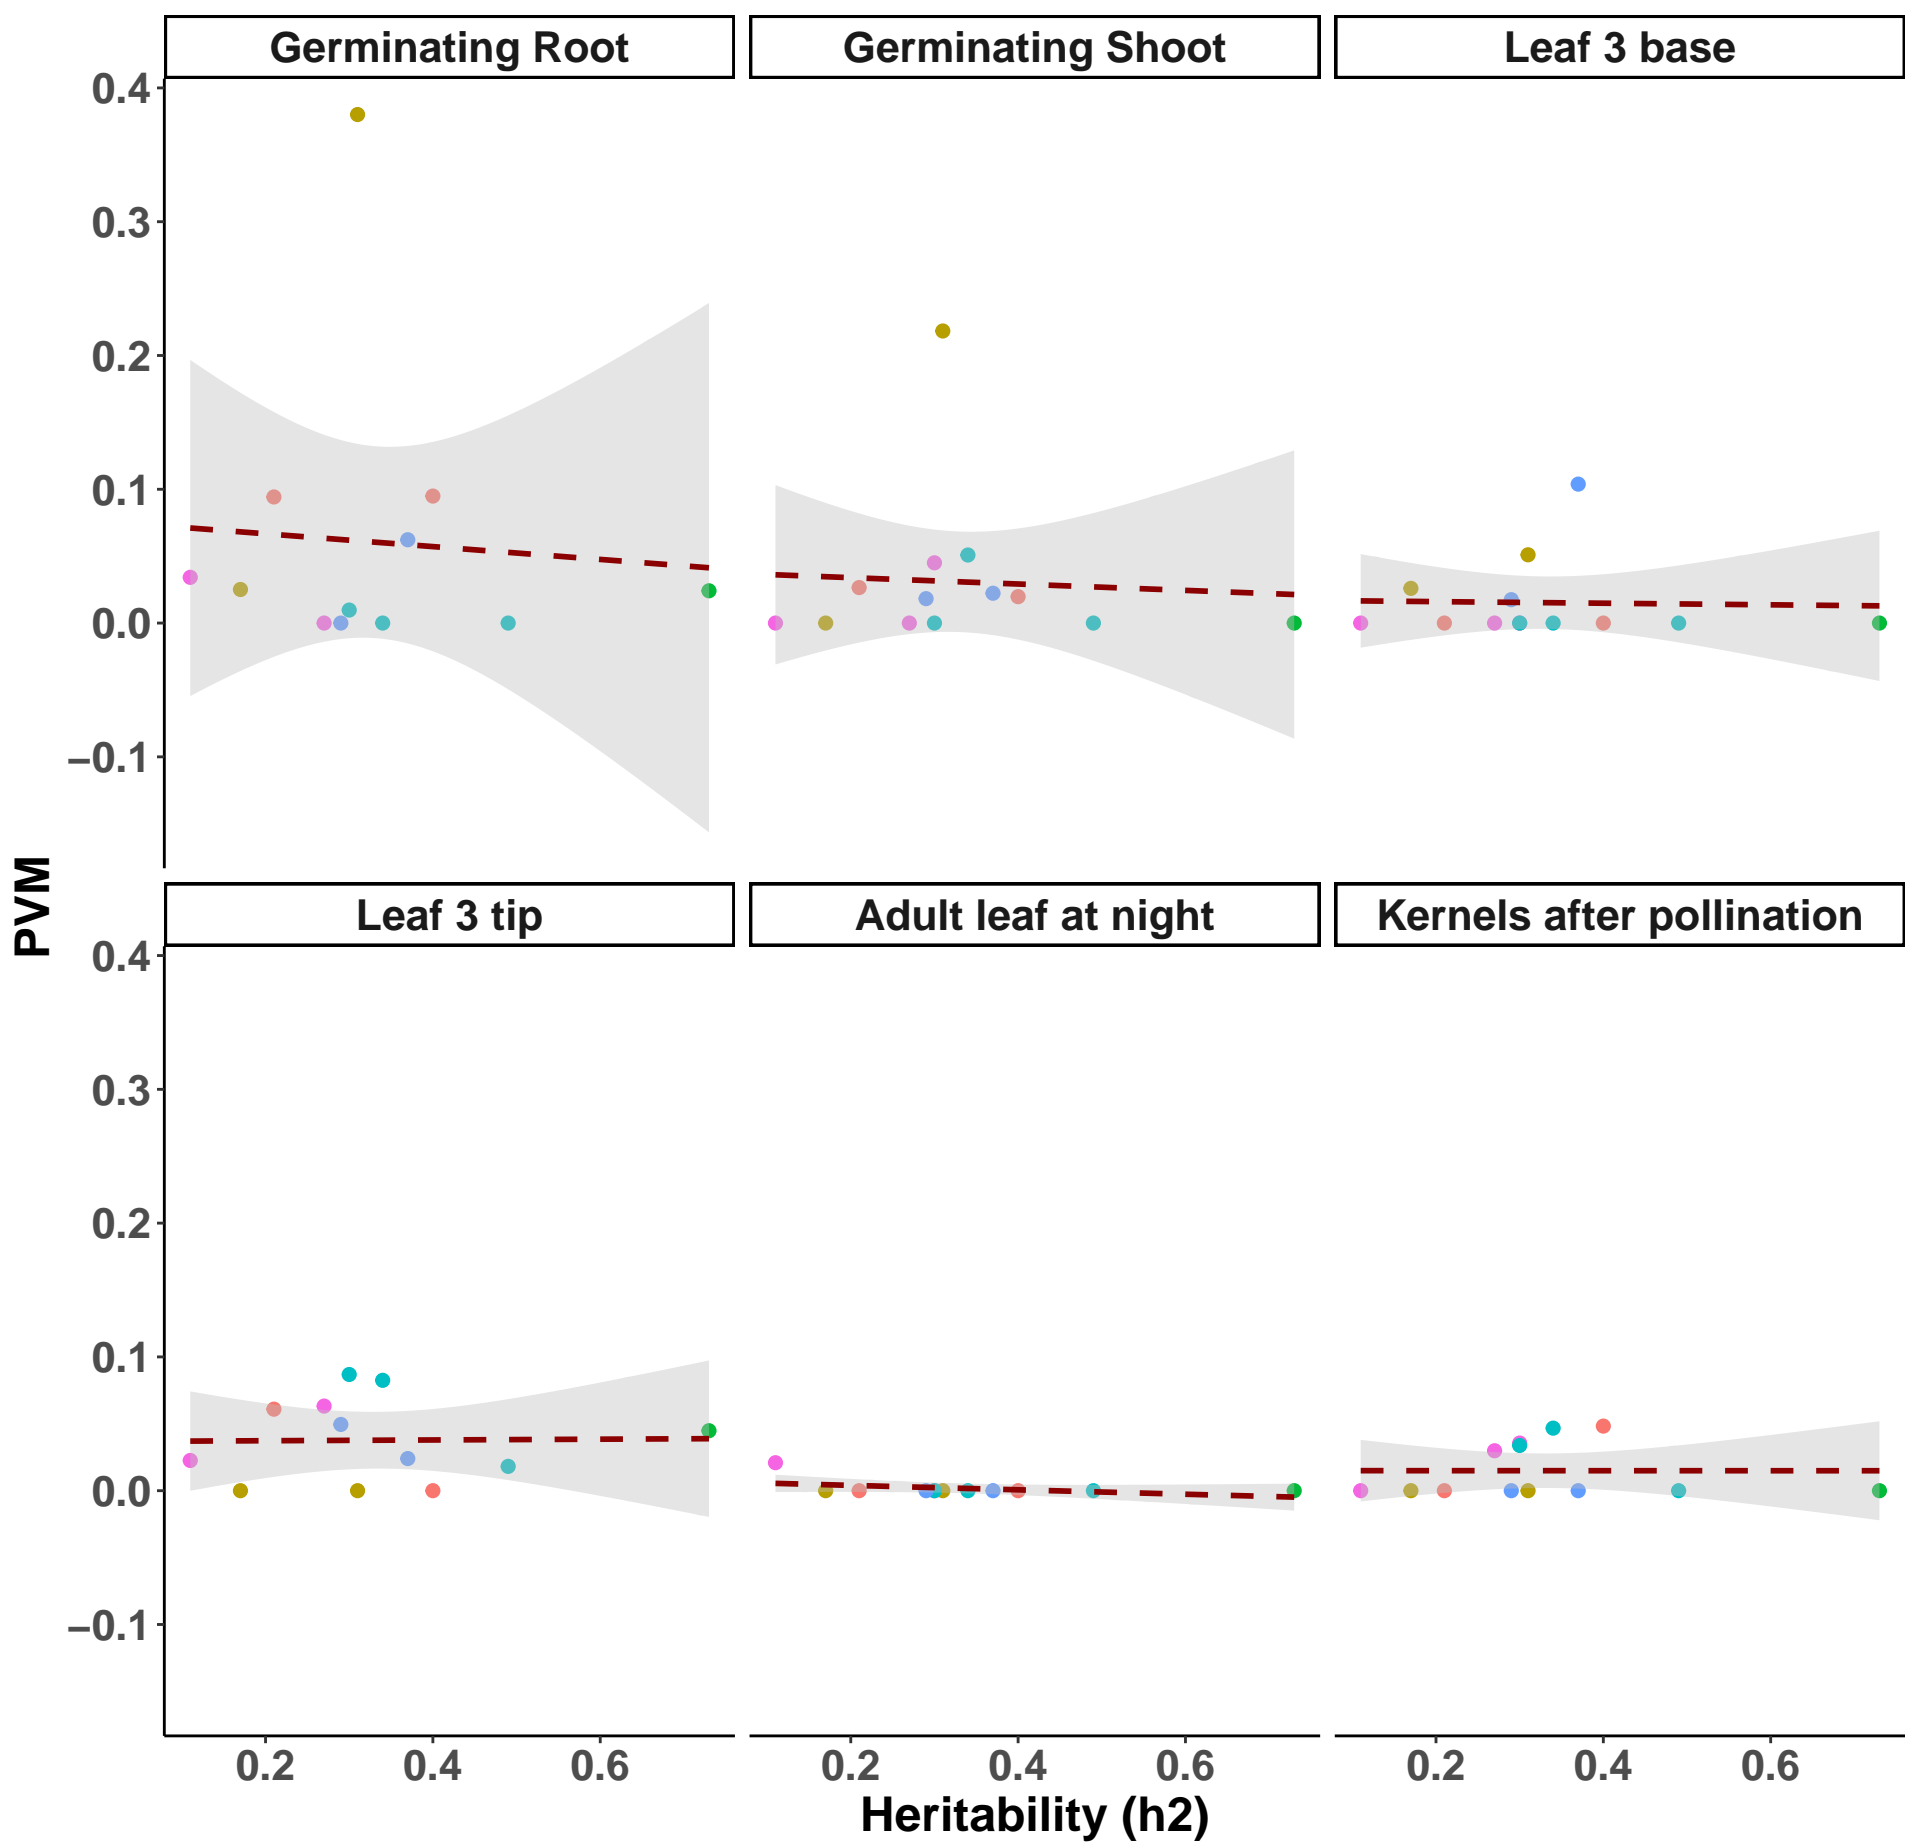 Germinating Root
Germinating Shoot
Leaf 3 base
0.4
0.3
0.2
0.1
0.0
−0.1
PVM
Leaf 3 tip
Adult leaf at night
Kernels after pollination
0.4
0.3
0.2
0.1
0.0
−0.1
0.2 0.4 0.6
0.2 0.4 0.6
0.2 0.4 0.6
Heritability (h2)